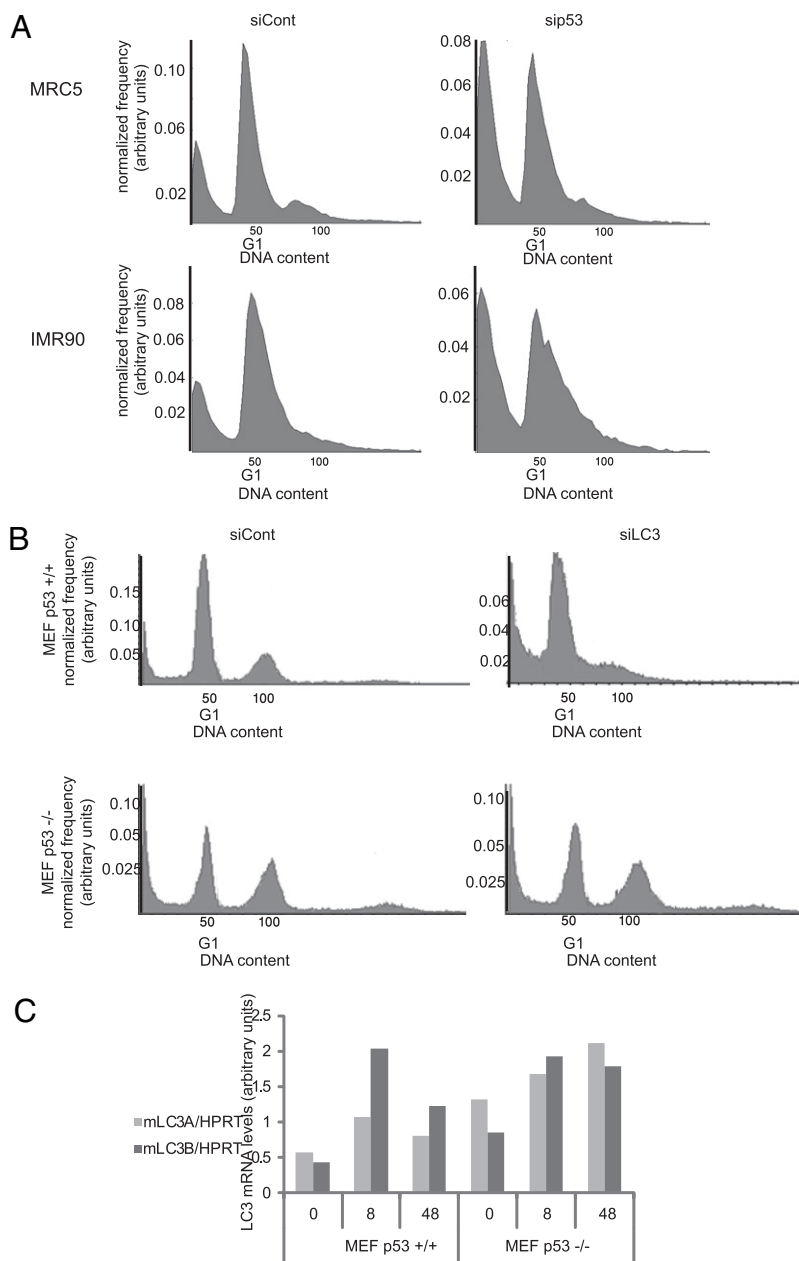 A
siCont
sip53
MRC5
normalized frequency
(arbitrary units)
0.10
0.06
0.02
50
100
G1
DNA content
0.08
0.06
0.04
0.02
50
100
G1
DNA content
IMR90
normalized frequency
(arbitrary units)
0.08
0.06
0.04
0.02
50
100
G1
DNA content
0.06
0.04
0.02
50
100
G1
DNA content
B
siCont
siLC3
MEF p53 +/+
normalized frequency
(arbitrary units)
0.15
0.10
0.05
50
100
G1
DNA content
0.06
0.04
0.02
50
100
G1
DNA content
MEF p53 -/-
normalized frequency
(arbitrary units)
0.10
0.05
0.025
50
100
G1
DNA content
0.10
0.05
0.025
50
100
G1
DNA content
C
LC3 mRNA levels (arbitrary units)
2.5
2
1.5
1
0.5
0
mLC3A/HPRT
mLC3B/HPRT
0 8 48 0 8 48
MEF p53 +/+ MEF p53 -/-